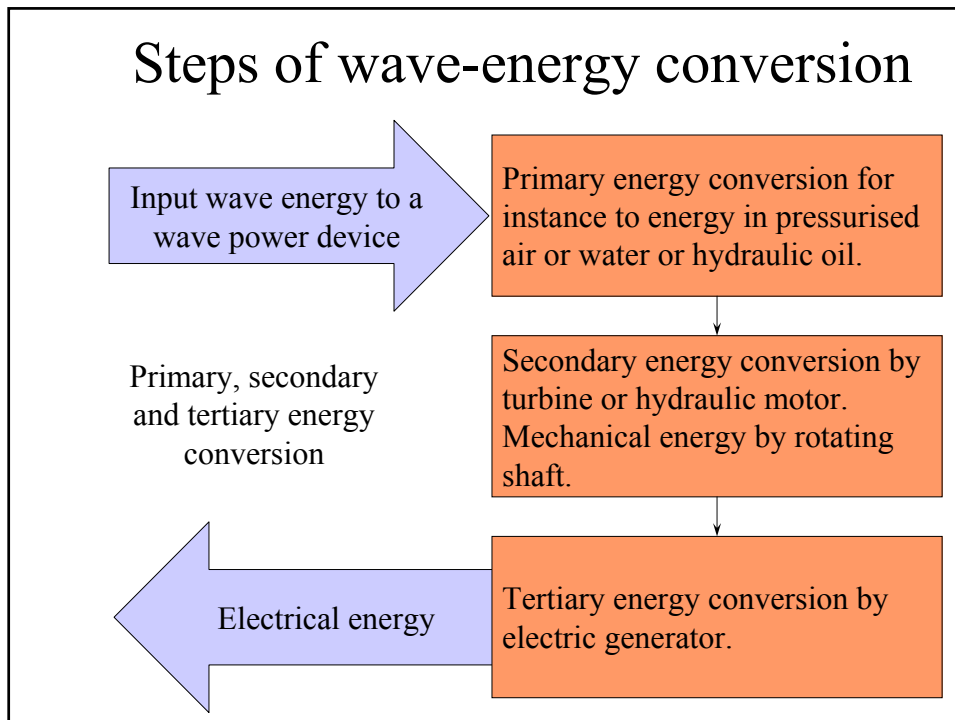 Steps of wave-energy conversion
Input wave energy to a
wave power device
Primary energy conversion for
instance to energy in pressurised
air or water or hydraulic oil.
Primary, secondary
and tertiary energy
conversion
Secondary energy conversion by
turbine or hydraulic motor.
Mechanical energy by rotating
shaft.
Tertiary energy conversion by
electric generator.
Electrical energy